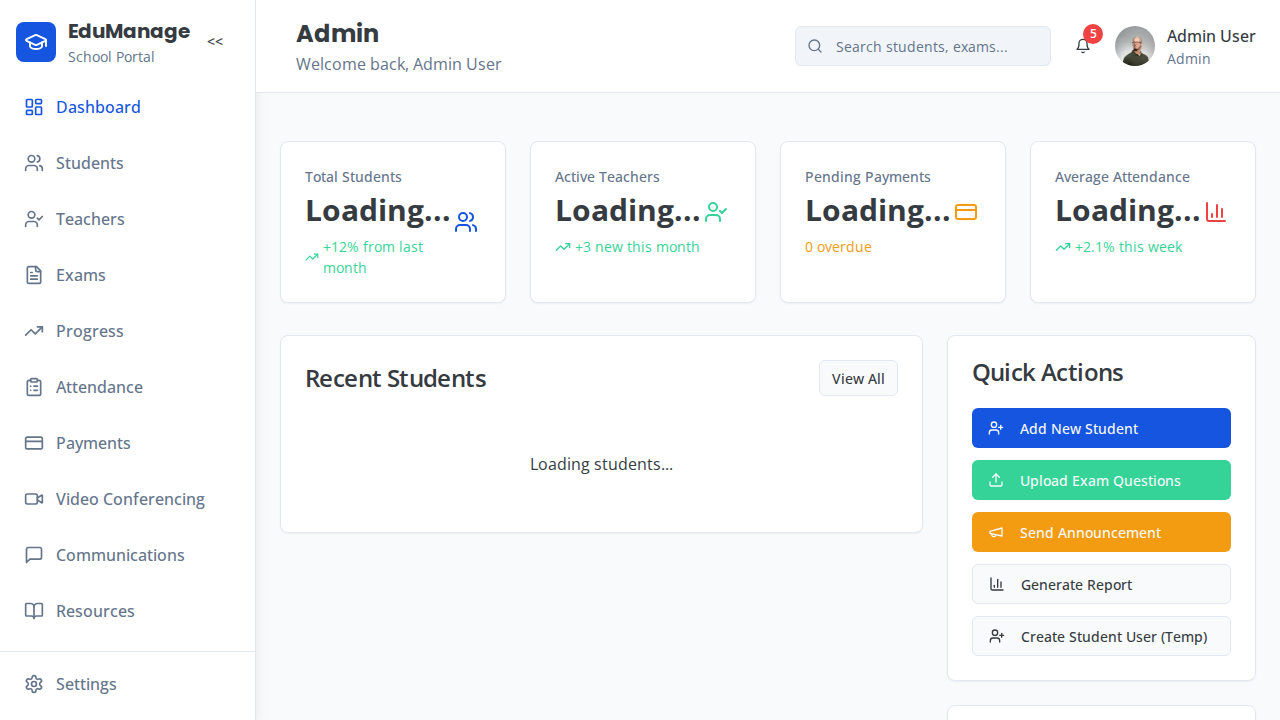 EduManage
School Portal
<<
Dashboard
Students
Teachers
Exams
Progress
Attendance
Payments
Video Conferencing
Communications
Resources
Settings
Admin
Welcome back, Admin User
Search students, exams...
5
Admin User
Admin
Total Students
Loading...
+12% from last
month
Active Teachers
Loading...
+3 new this month
Pending Payments
Loading...
0 overdue
Average Attendance
Loading...
+2.1% this week
Recent Students
View All
Loading students...
Quick Actions
Add New Student
Upload Exam Questions
Send Announcement
Generate Report
Create Student User (Temp)